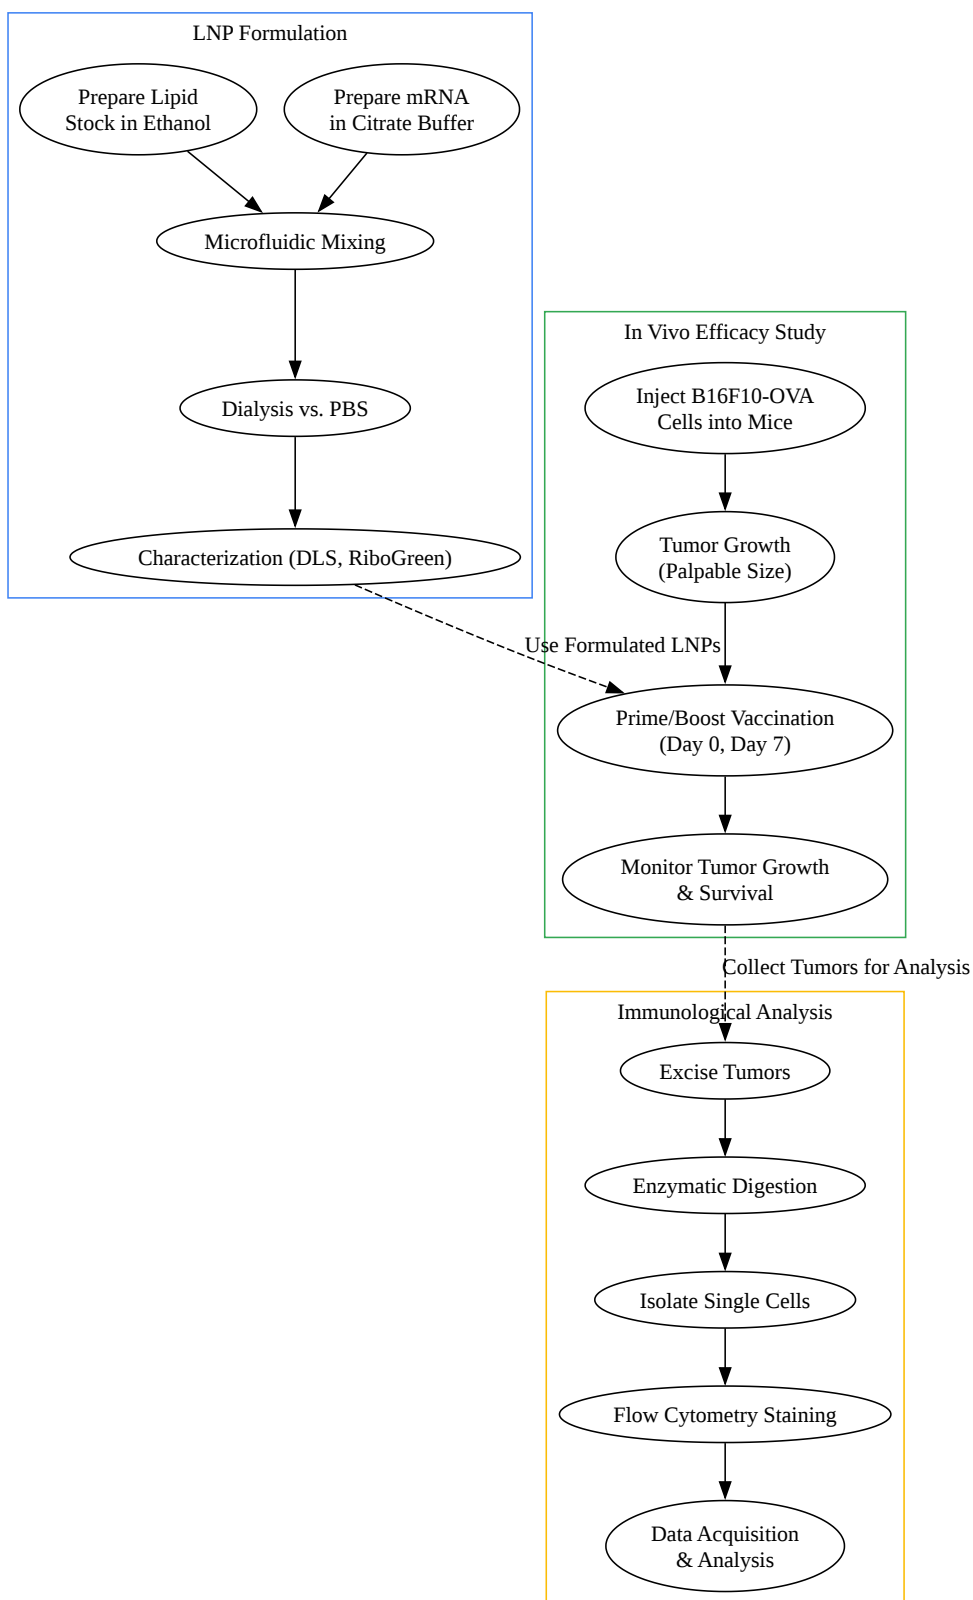 LNP Formulation
Prepare Lipid
Stock in Ethanol
Prepare mRNA
in Citrate Buffer
Microfluidic Mixing
Dialysis vs. PBS
Characterization (DLS, RiboGreen)
In Vivo Efficacy Study
Inject B16F10-OVA
Cells into Mice
Tumor Growth
(Palpable Size)
Use Formulated LNPs
Prime/Boost Vaccination
(Day 0, Day 7)
Monitor Tumor Growth
& Survival
Collect Tumors for Analysis
Immunological Analysis
Excise Tumors
Enzymatic Digestion
Isolate Single Cells
Flow Cytometry Staining
Data Acquisition
& Analysis